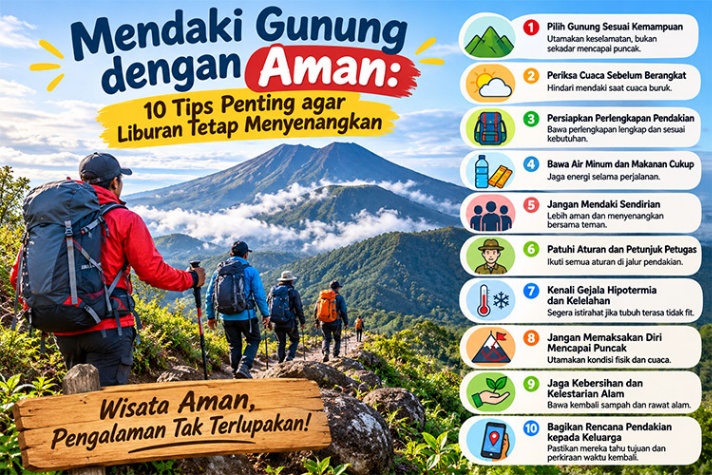 Mendaki Gunung
dengan Aman:
10 Tips Penting agar
Liburan Tetap Menyenangkan
1 Pilih Gunung Sesuai Kemampuan
Utamakan keselamatan, bukan
sekadar mencapai puncak.
2 Periksa Cuaca Sebelum Berangkat
Hindari mendaki saat cuaca buruk.
3 Persiapkan Perlengkapan Pendakian
Bawa perlengkapan lengkap dan sesuai
kebutuhan.
4 Bawa Air Minum dan Makanan Cukup
Jaga energi selama perjalanan.
5 Jangan Mendaki Sendirian
Lebih aman dan menyenangkan
bersama teman.
6 Patuhi Aturan dan Petunjuk Petugas
Ikuti semua aturan di jalur pendakian.
7 Kenali Gejala Hipotermia
dan Kelelahan
Segera istirahat jika tubuh terasa tidak fit.
8 Jangan Memaksakan Diri
Mencapai Puncak
Utamakan kondisi fisik dan cuaca.
9 Jaga Kebersihan dan
Kelestarian Alam
Bawa kembali sampah dan rawat alam.
10 Bagikan Rencana Pendakian
kepada Keluarga
Pastikan mereka tahu tujuan dan
perkiraan waktu kembali.
Wisata Aman,
Pengalaman Tak Terlupakan!